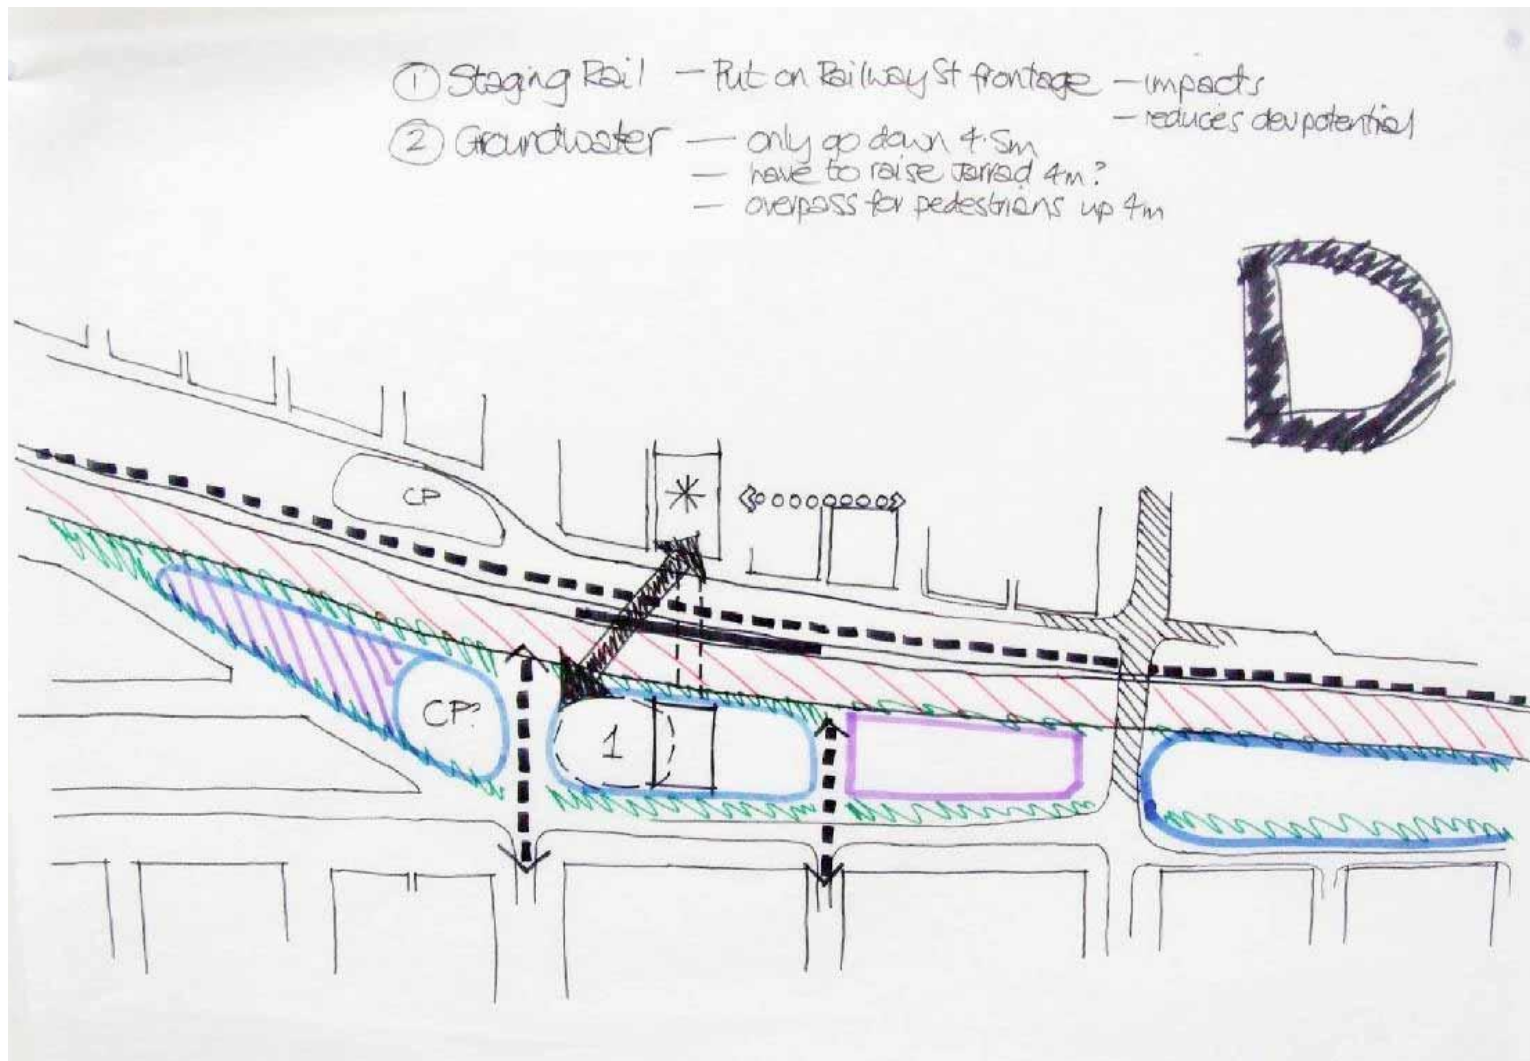 ① Staging Rail — Put on Railway St frontage — impacts
— reduces dev potential
② Groundwater — only go down 4.5m
— have to raise Jarrad 4m?
— overpass for pedestrians up 4m
D
CP
CP?
1